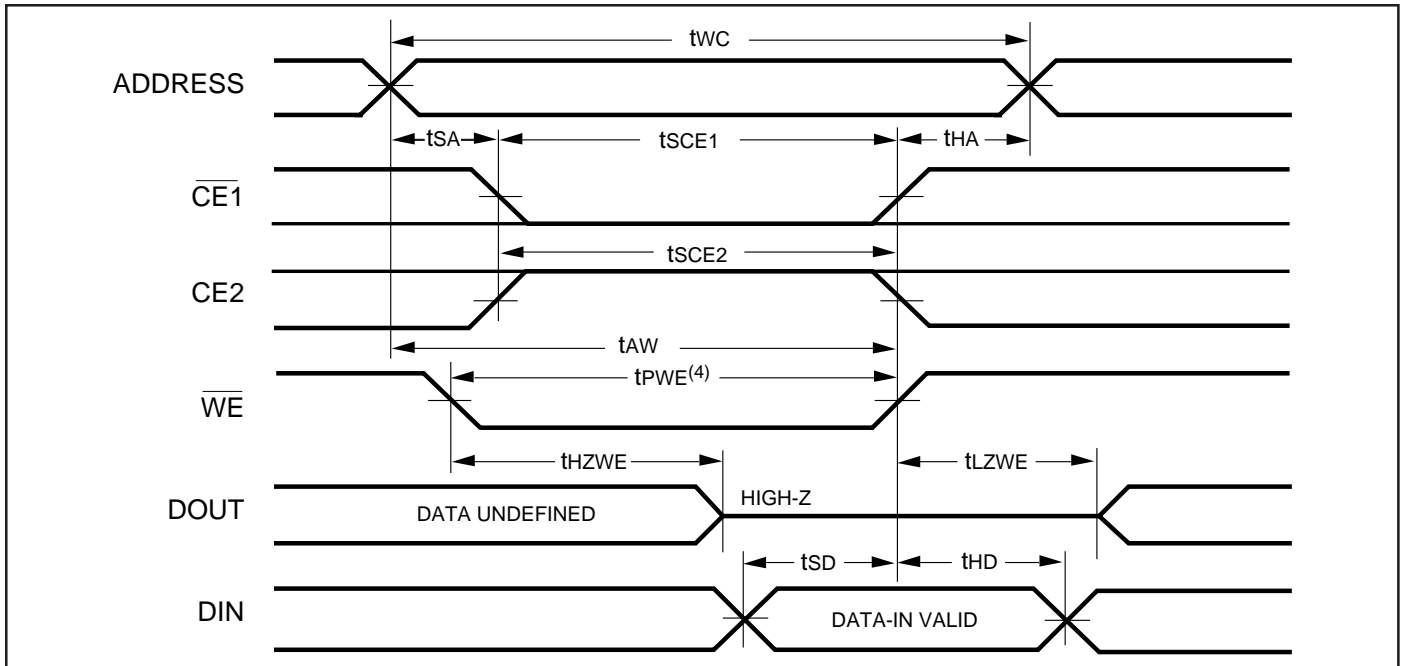 tWC
ADDRESS
tSA
tSCE1
tHA
CE1
tSCE2
CE2
tAW
tPWE(4)
WE
tHZWE
tLZWE
DOUT
DATA UNDEFINED
HIGH-Z
tSD
tHD
DIN
DATA-IN VALID